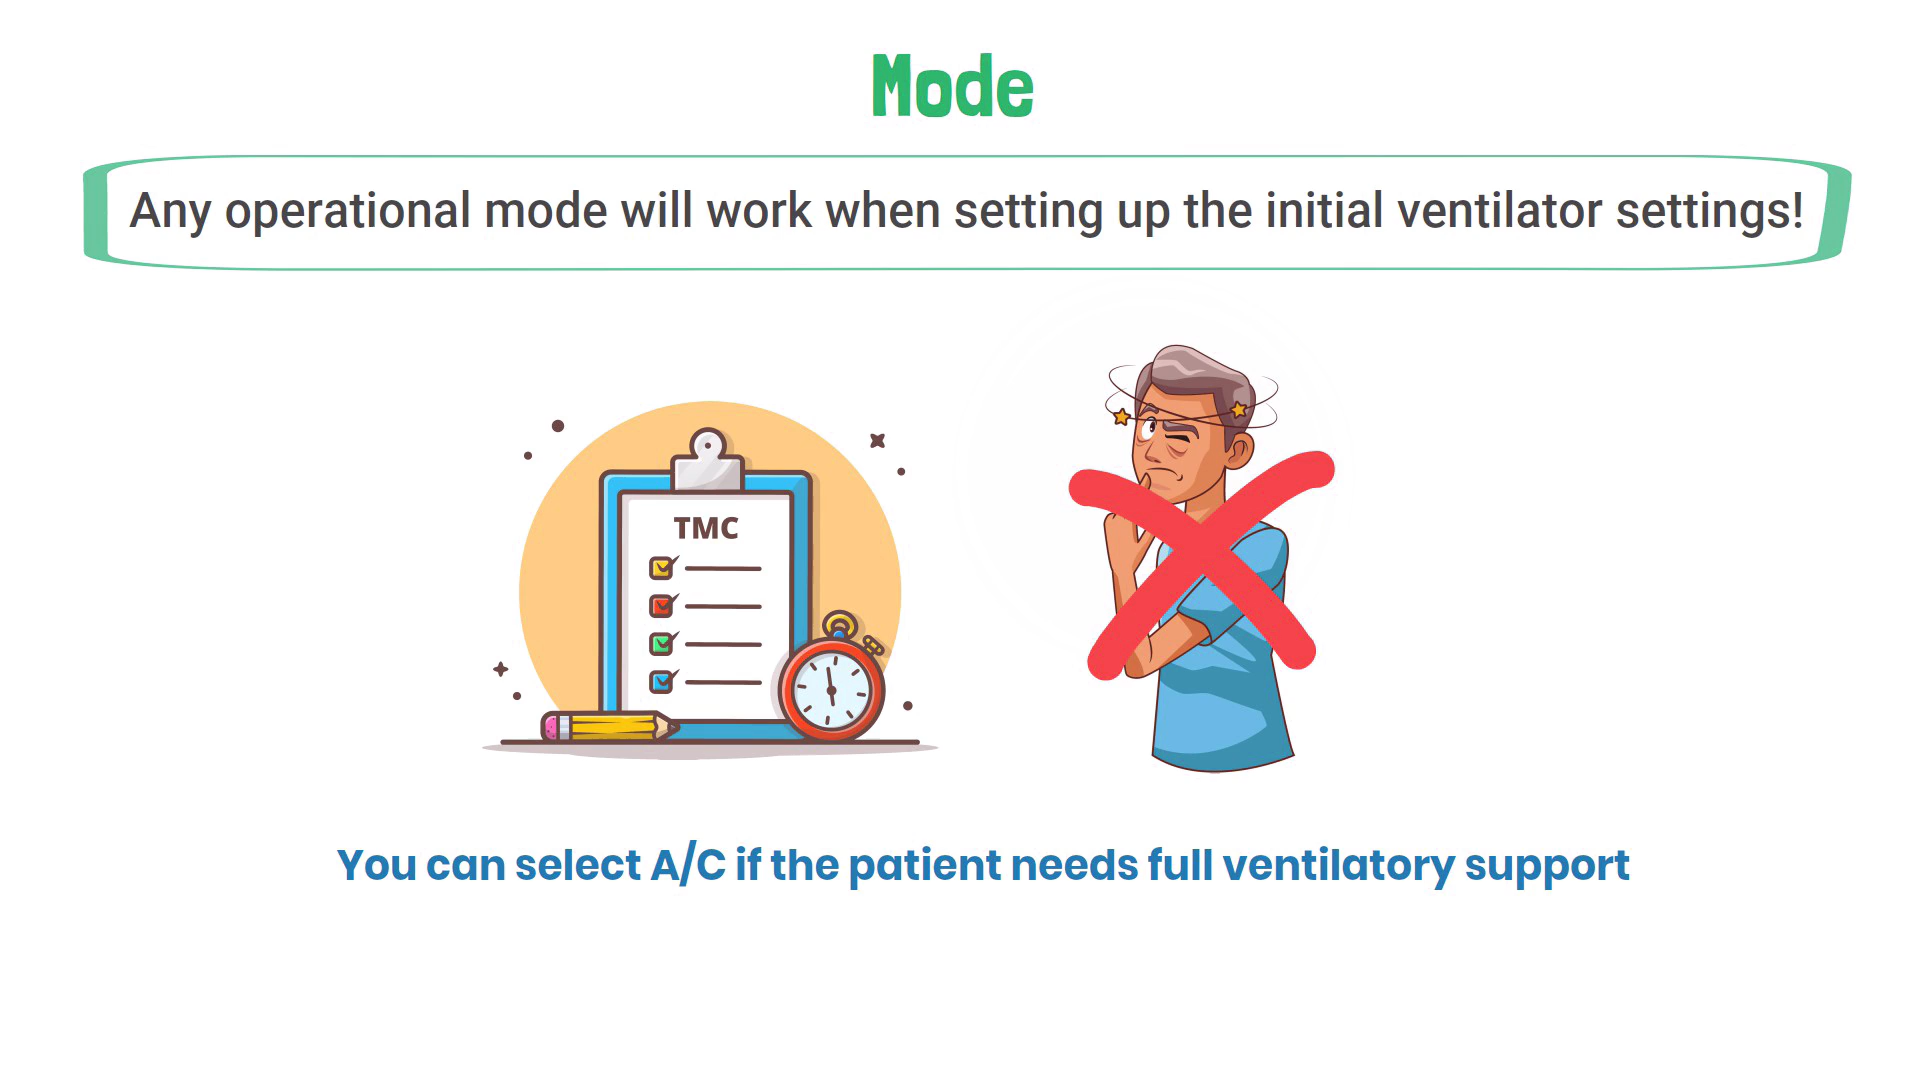 Mode
Any operational mode will work when setting up the initial ventilator settings!
TMC
You can select A/C if the patient needs full ventilatory support